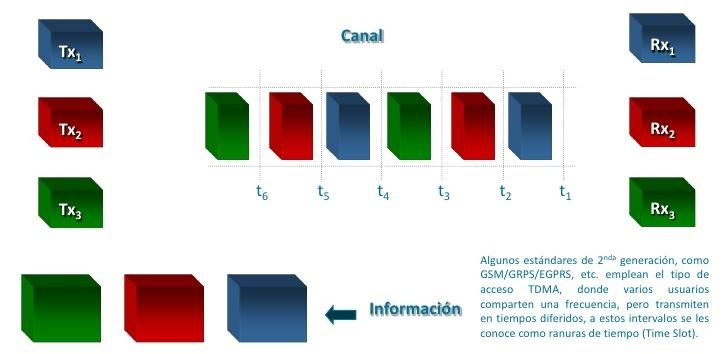 Canal
Tx1
Rx1
Tx2
Rx2
t6 t5 t4 t3 t2 t1
Tx3
Rx3
Información
Algunos estándares de 2nda generación, como
GSM/GRPS/EGPRS, etc. emplean el tipo de
acceso TDMA, donde varios usuarios
comparten una frecuencia, pero transmiten
en tiempos diferidos, a estos intervalos se les
conoce como ranuras de tiempo (Time Slot).